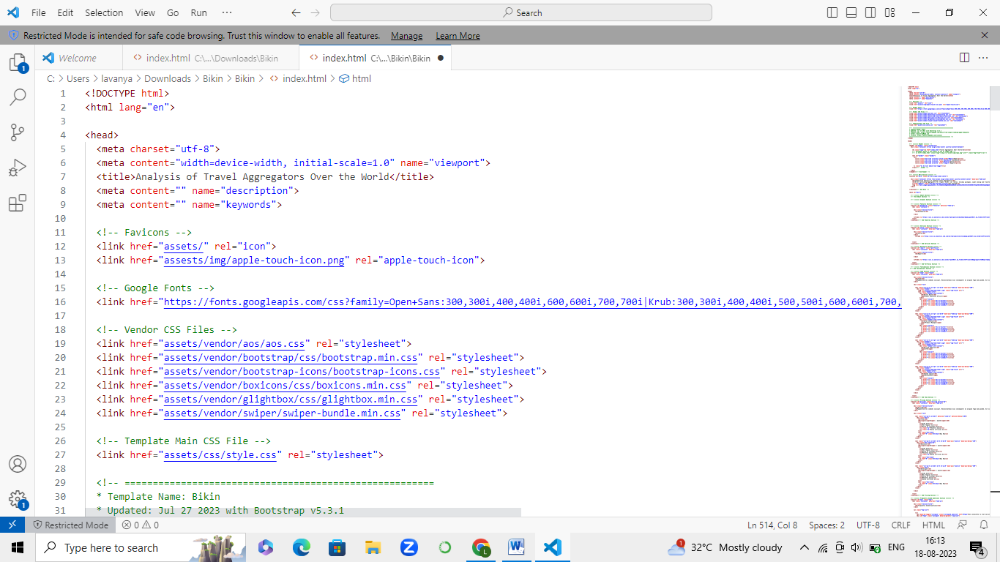 File Edit Selection View Go Run ··· Search
Restricted Mode is intended for safe code browsing. Trust this window to enable all features. Manage Learn More
Welcome index.html C:\...\Downloads\Bikin index.html C:\...\Bikin\Bikin
C: > Users > lavanya > Downloads > Bikin > Bikin > index.html > html
1 <!DOCTYPE html>
2 <html lang="en">
3
4 <head>
5 <meta charset="utf-8">
6 <meta content="width=device-width, initial-scale=1.0" name="viewport">
7 <title>Analysis of Travel Aggregators Over the World</title>
8 <meta content="" name="description">
9 <meta content="" name="keywords">
10
11 <!-- Favicons -->
12 <link href="assets/" rel="icon">
13 <link href="assests/img/apple-touch-icon.png" rel="apple-touch-icon">
14
15 <!-- Google Fonts -->
16 <link href="https://fonts.googleapis.com/css?family=Open+Sans:300,300i,400,400i,600,600i,700,700i|Krub:300,300i,400,400i,500,500i,600,600i,700,
17
18 <!-- Vendor CSS Files -->
19 <link href="assets/vendor/aos/aos.css" rel="stylesheet">
20 <link href="assets/vendor/bootstrap/css/bootstrap.min.css" rel="stylesheet">
21 <link href="assets/vendor/bootstrap-icons/bootstrap-icons.css" rel="stylesheet">
22 <link href="assets/vendor/boxicons/css/boxicons.min.css" rel="stylesheet">
23 <link href="assets/vendor/glightbox/css/glightbox.min.css" rel="stylesheet">
24 <link href="assets/vendor/swiper/swiper-bundle.min.css" rel="stylesheet">
25
26 <!-- Template Main CSS File -->
27 <link href="assets/css/style.css" rel="stylesheet">
28
29 <!-- =======================================================
30 * Template Name: Bikin
31 * Updated: Jul 27 2023 with Bootstrap v5.3.1
Restricted Mode 0 0 Ln 514, Col 8 Spaces: 2 UTF-8 CRLF HTML
Type here to search 32°C Mostly cloudy ENG 16:13
18-08-2023 4